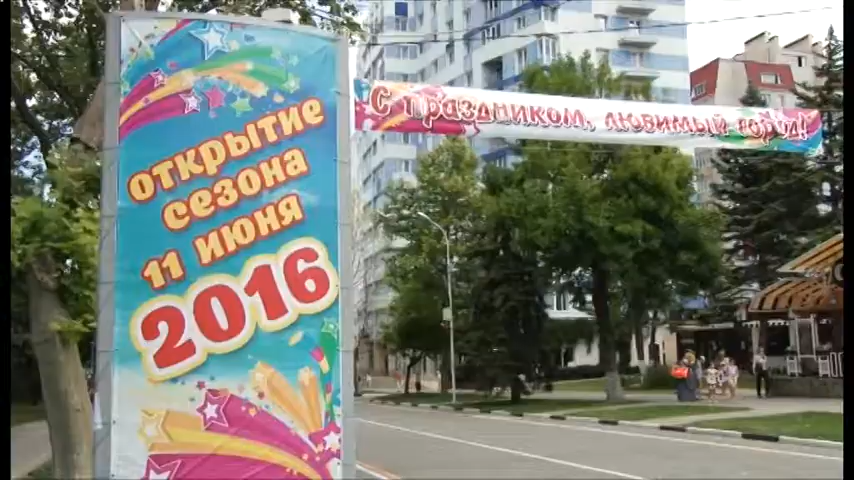 ОТКРЫТИЕ
СЕЗОНА
11 ИЮНЯ
2016
С ПРАЗДНИКОМ, ЛЮБИМЫЙ ГОРОД!